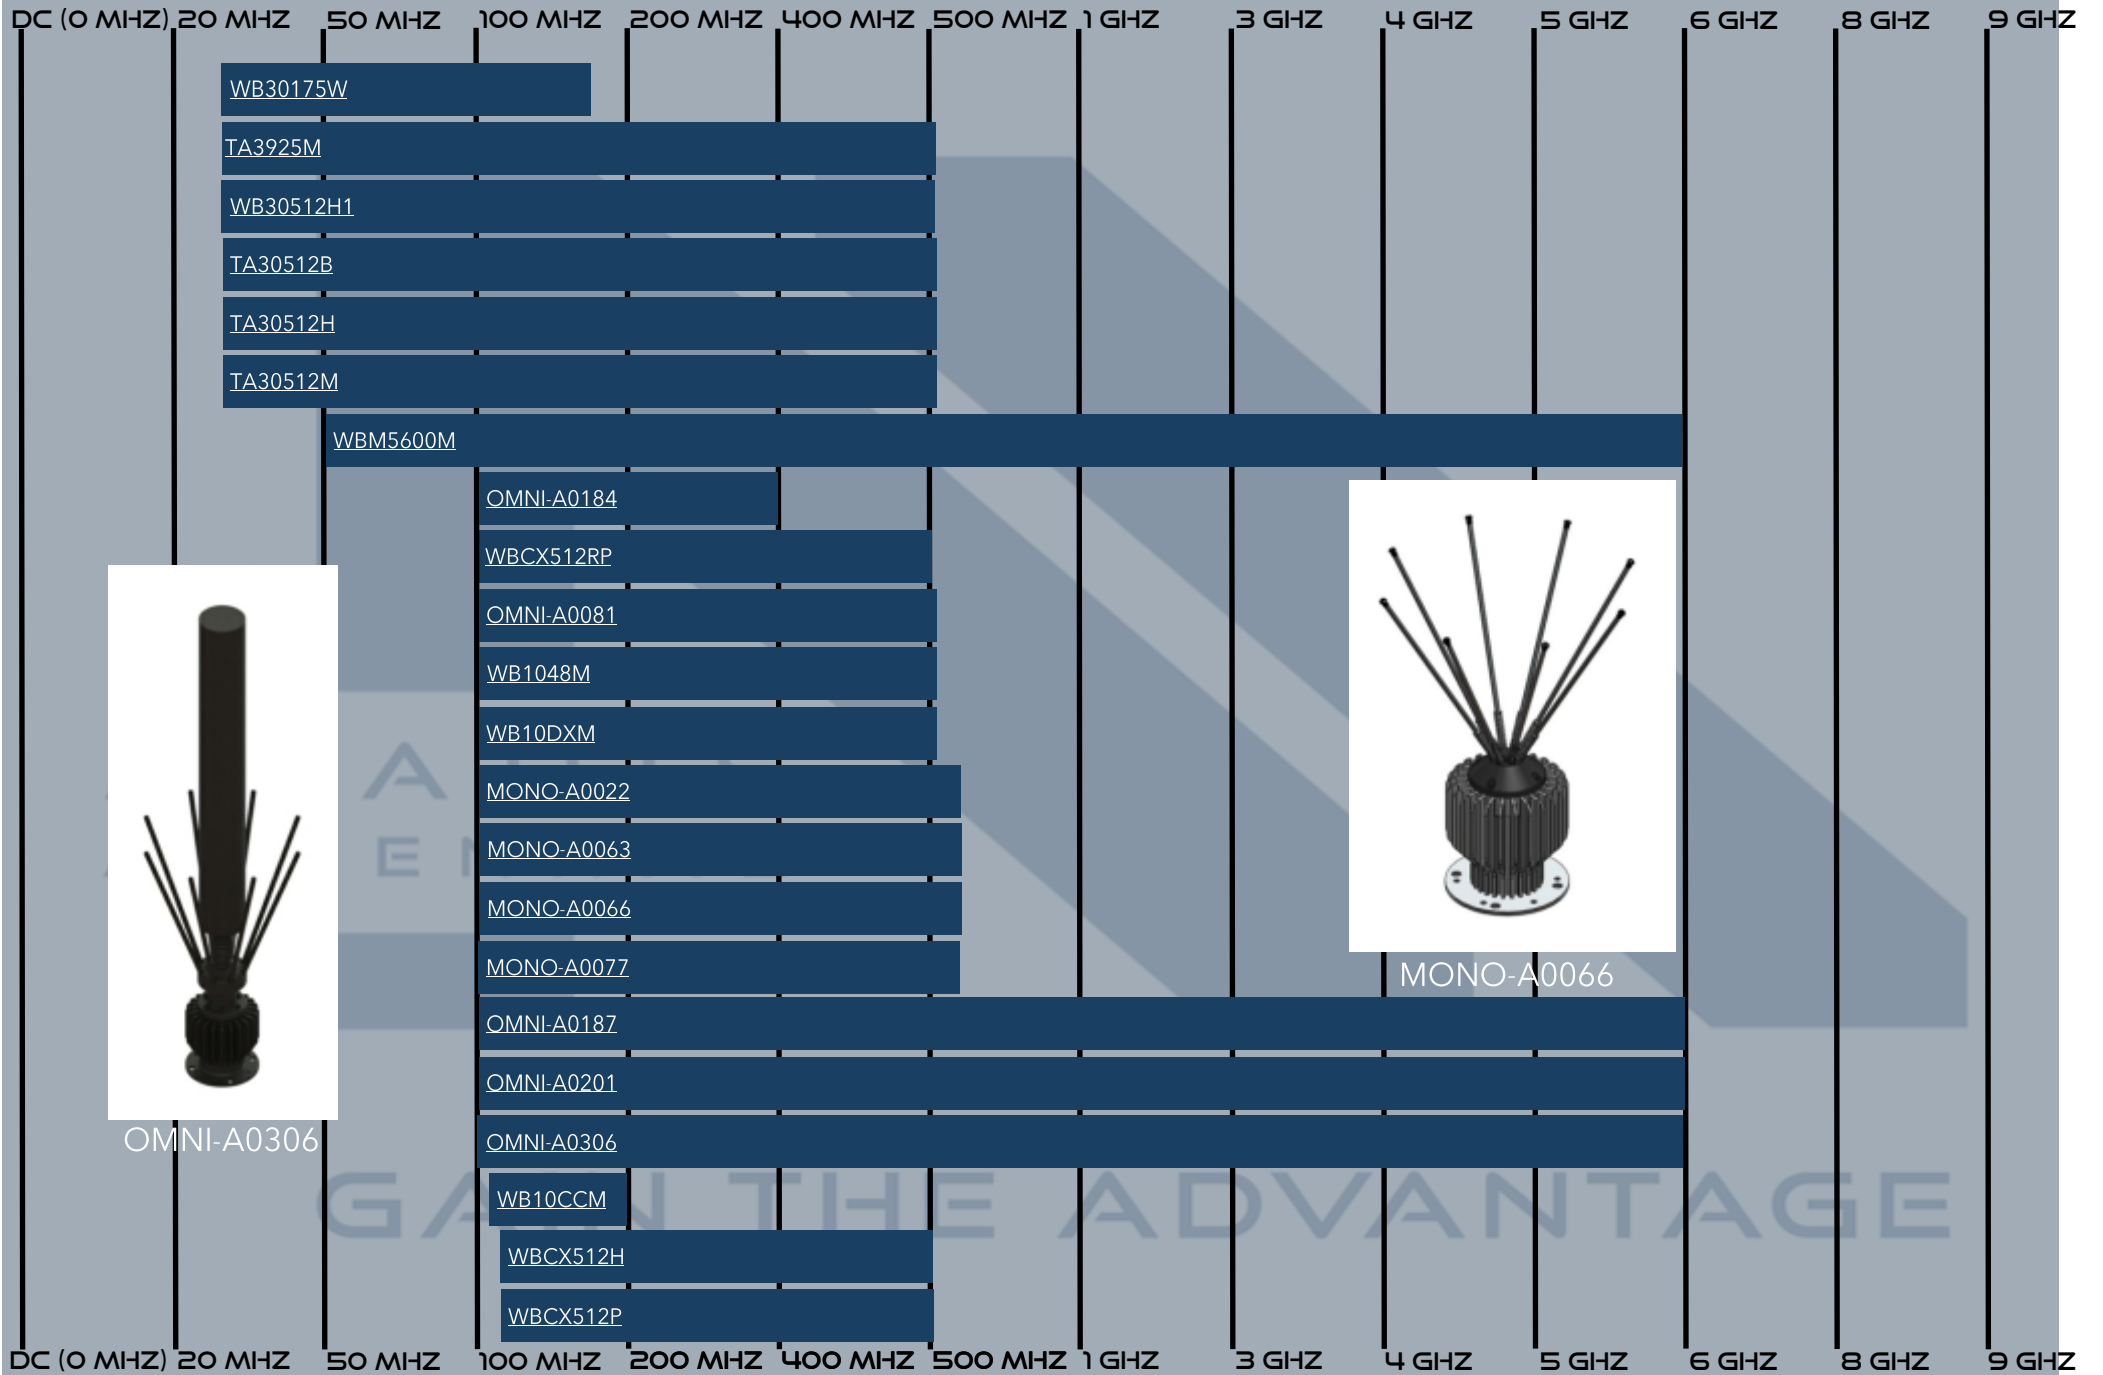 DC (0 MHZ) 20 MHZ 50 MHZ 100 MHZ 200 MHZ 400 MHZ 500 MHZ 1 GHZ 3 GHZ 4 GHZ 5 GHZ 6 GHZ 8 GHZ 9 GHZ
WB30175W
TA3925M
WB30512H1
TA30512B
TA30512H
TA30512M
WBM5600M
OMNI-A0184
WBCX512RP
OMNI-A0081
WB1048M
WB10DXM
MONO-A0022
MONO-A0063
MONO-A0066
MONO-A0077
MONO-A0066
OMNI-A0187
OMNI-A0201
OMNI-A0306
OMNI-A0306
WB10CCM
GAIN THE ADVANTAGE
WBCX512H
WBCX512P
DC (0 MHZ) 20 MHZ 50 MHZ 100 MHZ 200 MHZ 400 MHZ 500 MHZ 1 GHZ 3 GHZ 4 GHZ 5 GHZ 6 GHZ 8 GHZ 9 GHZ